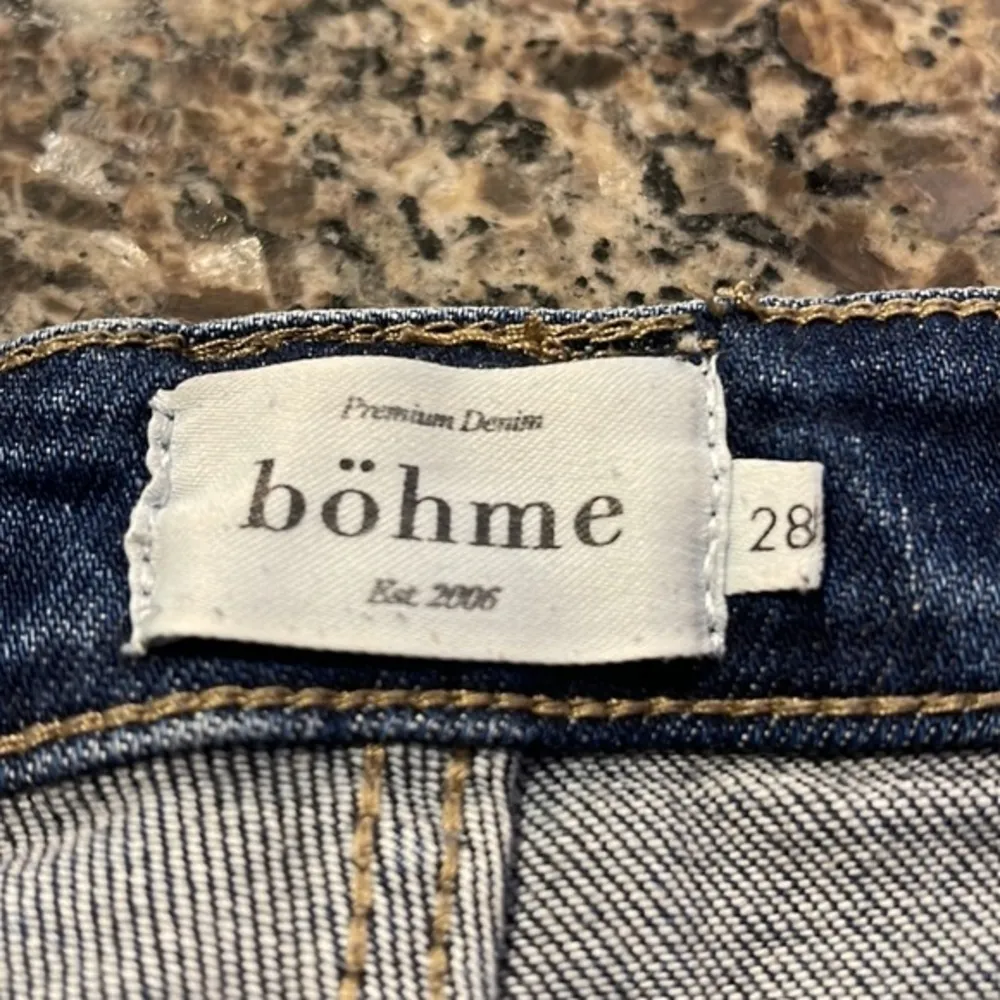 Premium Denim
böhme
Est. 2006
28